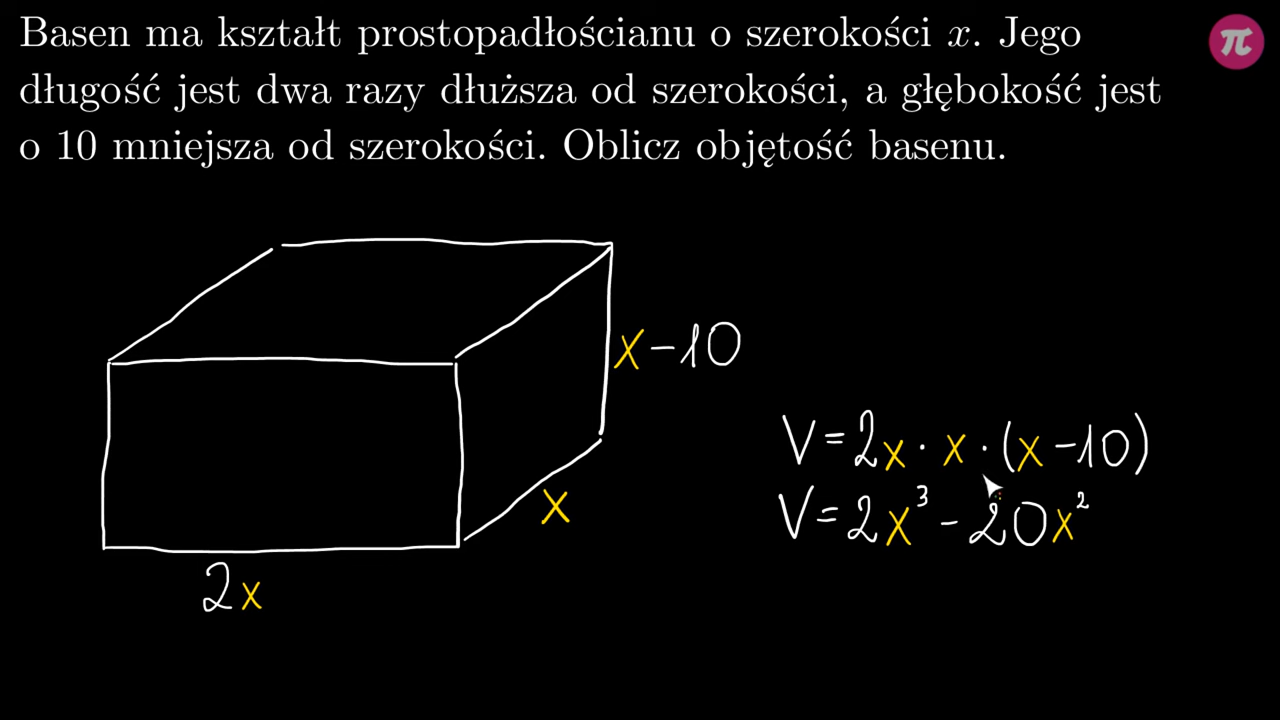 Basen ma kształt prostopadłościanu o szerokości x. Jego
długość jest dwa razy dłuższa od szerokości, a głębokość jest
o 10 mniejsza od szerokości. Oblicz objętość basenu.
π
x-10
V=2x·x·(x-10)
V=2x³-20x²
x
2x